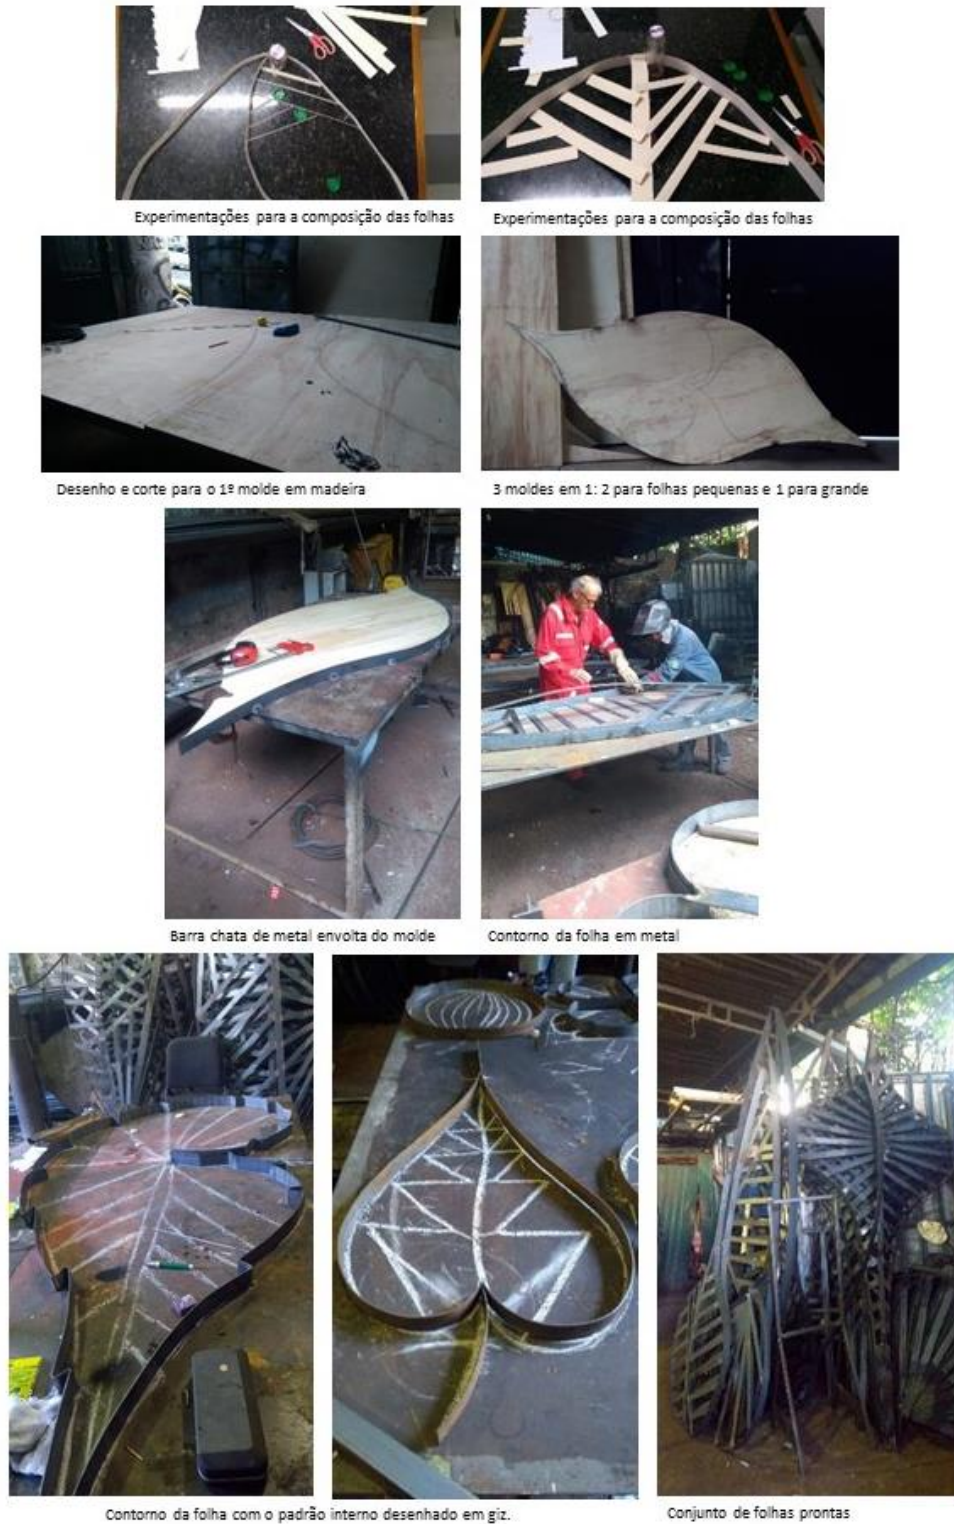 Experimentações para a composição das folhas
Experimentações para a composição das folhas
Desenho e corte para o 1º molde em madeira
3 moldes em 1: 2 para folhas pequenas e 1 para grande
Barra chata de metal envolta do molde
Contorno da folha em metal
Contorno da folha com o padrão interno desenhado em giz.
Conjunto de folhas prontas